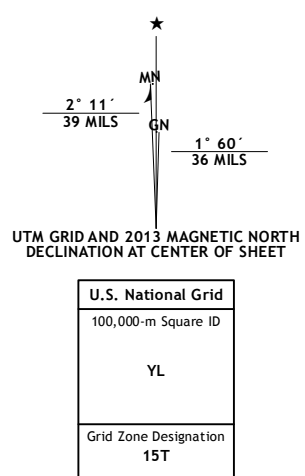 ★
MN
2° 11´
39 MILS
GN
1° 60´
36 MILS
UTM GRID AND 2013 MAGNETIC NORTH
DECLINATION AT CENTER OF SHEET
U.S. National Grid
100,000-m Square ID
YL
Grid Zone Designation
15T